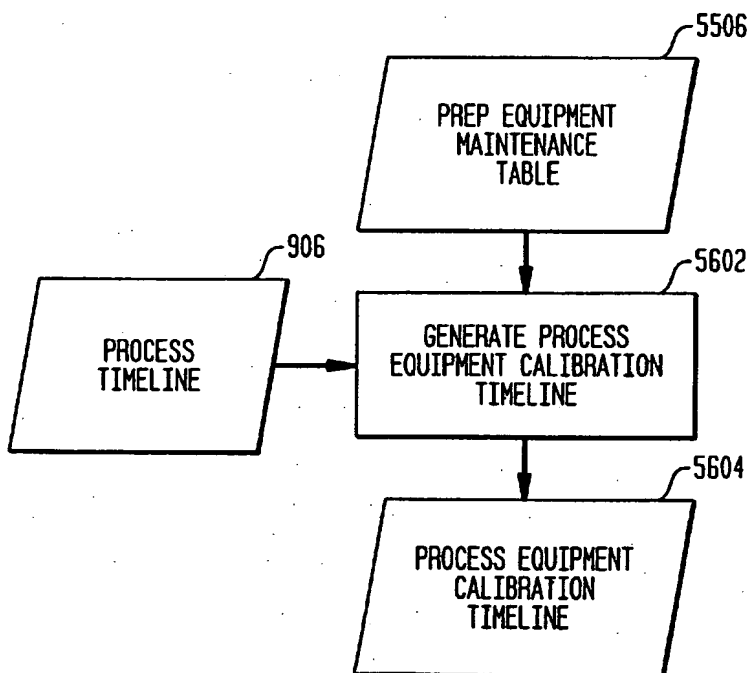 5506
PREP EQUIPMENT
MAINTENANCE
TABLE
906
PROCESS
TIMELINE
5602
GENERATE PROCESS
EQUIPMENT CALIBRATION
TIMELINE
5604
PROCESS EQUIPMENT
CALIBRATION
TIMELINE